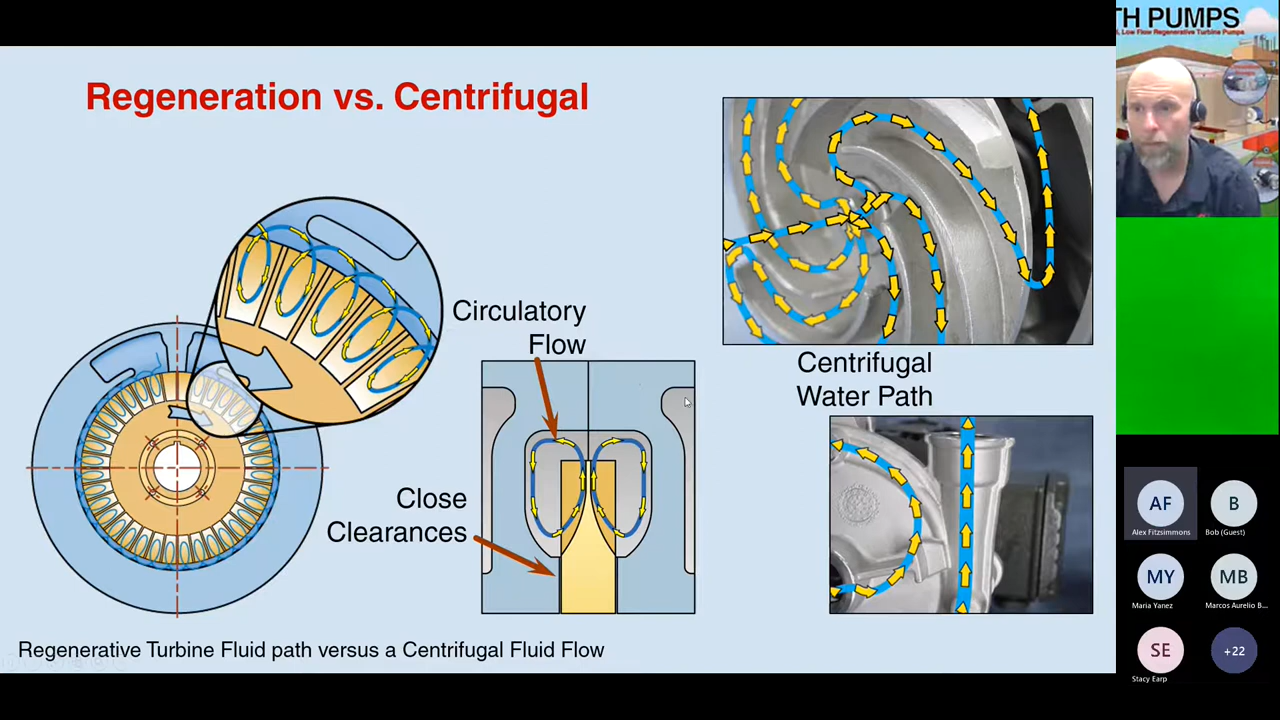 Regeneration vs. Centrifugal
Circulatory
Flow
Close
Clearances
Centrifugal
Water Path
Regenerative Turbine Fluid path versus a Centrifugal Fluid Flow
TH PUMPS
Low Flow Regenerative Turbine Pumps
AF
Alex Fitzsimmons
B
Bob (Guest)
MY
Maria Yanez
MB
Marcos Aurelio B...
SE
Stacy Earp
+22